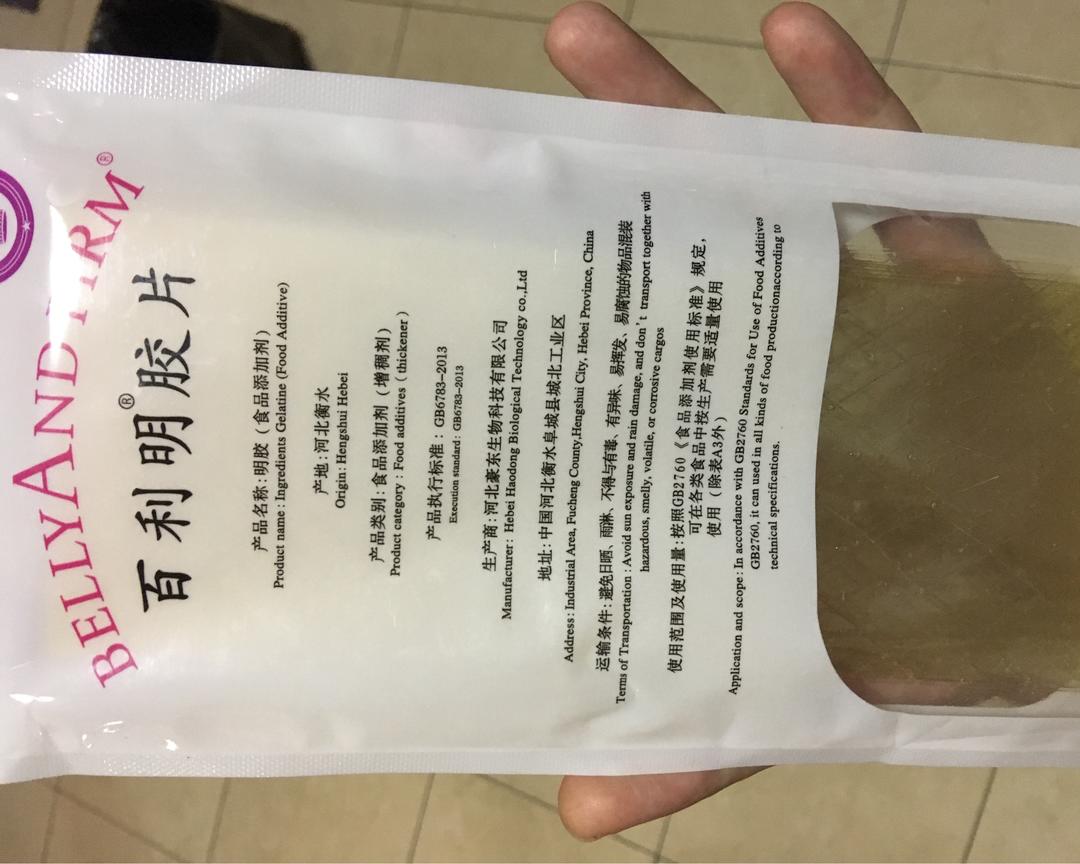 BELLYAND FIRM®
百利明®胶片
产品名称:明胶（食品添加剂）
Product name : Ingredients Gelatine (Food Additive)
产地:河北衡水
Origin: Hengshui Hebei
产品类别:食品添加剂（增稠剂）
Product category : Food additives ( thickener )
产品执行标准：GB6783-2013
Execution standard : GB6783-2013
生产商:河北豪东生物科技有限公司
Manufacturer: Hebei Haodong Biological Technology co.,Ltd
地址:中国河北衡水阜城县城北工业区
Address: Industrial Area, Fucheng County,Hengshui City, Hebei Province, China
运输条件:避免日晒、雨淋、不得与有毒、有异味、易挥发、易腐蚀的物品混装
Terms of Transportation : Avoid sun exposure and rain damage, and don't transport together with
hazardous, smelly, volatile, or corrosive cargos
使用范围及使用量:按照GB2760《食品添加剂使用标准》规定，
可在各类食品中按生产需要适量使用
使用（除表A3外）
Application and scope : In accordance with GB2760 Standards for Use of Food Additives
GB2760, it can used in all kinds of food productionaccording to
technical specifications.